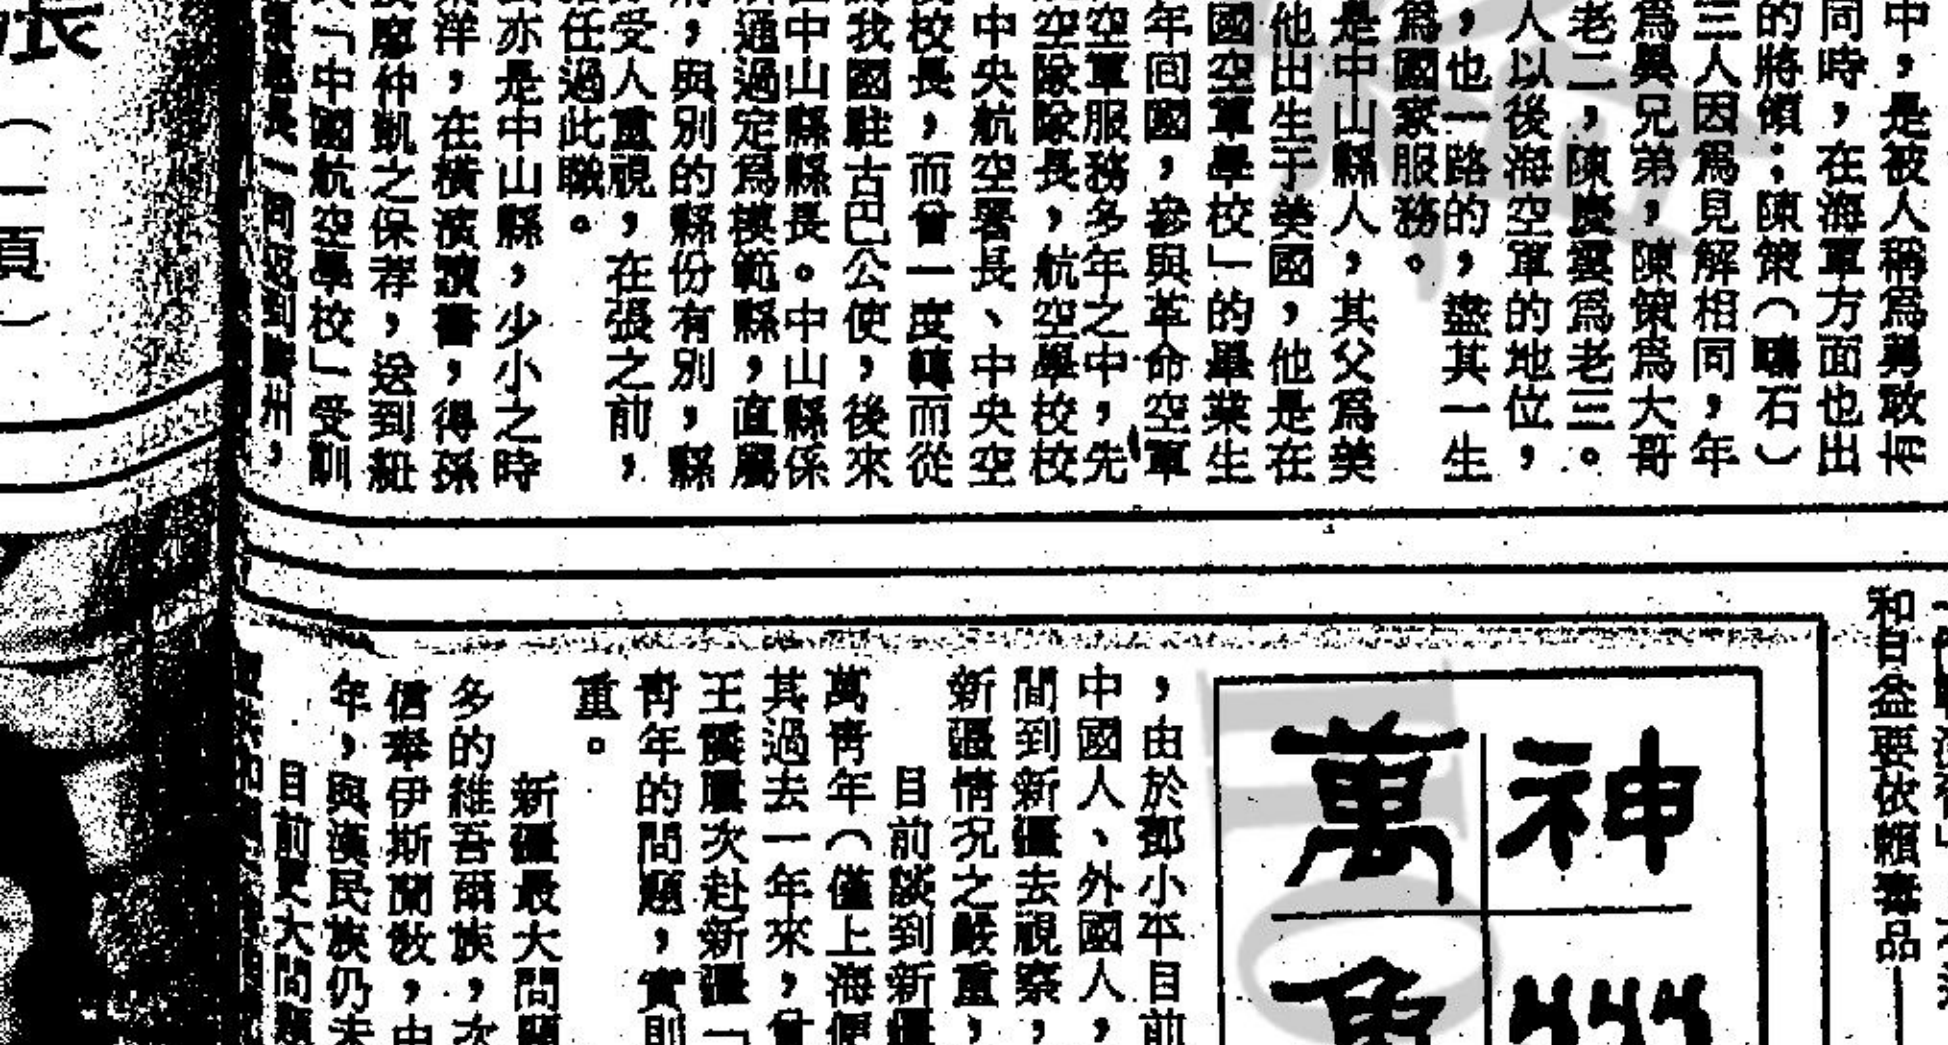 中，是被人稱爲勇敢
同時，在海軍方面也出
的將領：陳策（疇石）
三人因爲見解相同，年
爲異兄弟，陳策爲大哥
老二，陳慶雲爲老三。
人以後海空軍的地位，
，也一路的，盡其一生
爲國家服務。
是中山縣人，其父爲美
他出生于美國，他是在
國空軍學校」的畢業生
年回國，參與革命空軍
空軍服務多年之中，先
空隊隊長，航空學校校
中央航空署長、中央空
校長，而曾一度轉而從
我國駐古巴公使，後來
中山縣縣長。中山縣係
通過定爲模範縣，直屬
，與別的縣份有別，縣
受人重視，在張之前，
任過此職。
亦是中山縣，少小之時
洋，在橫濱讀書，得孫
廖仲凱之保荐，送到
「中國航空學校」受訓
張（一頁）
和自益要依賴毒品——
神州
萬
，由於鄧小平目前
中國人、外國人，
間到新疆去視察，
新疆情況之嚴重，
目前談到新疆
萬青年（僅上海便
其過去一年來，曾
王震屢次赴新疆「
青年的問題，實則
重。
新疆最大問題
多的維吾爾族，次
信奉伊斯蘭敎，由
年，與漢民族仍未
目前更大問題